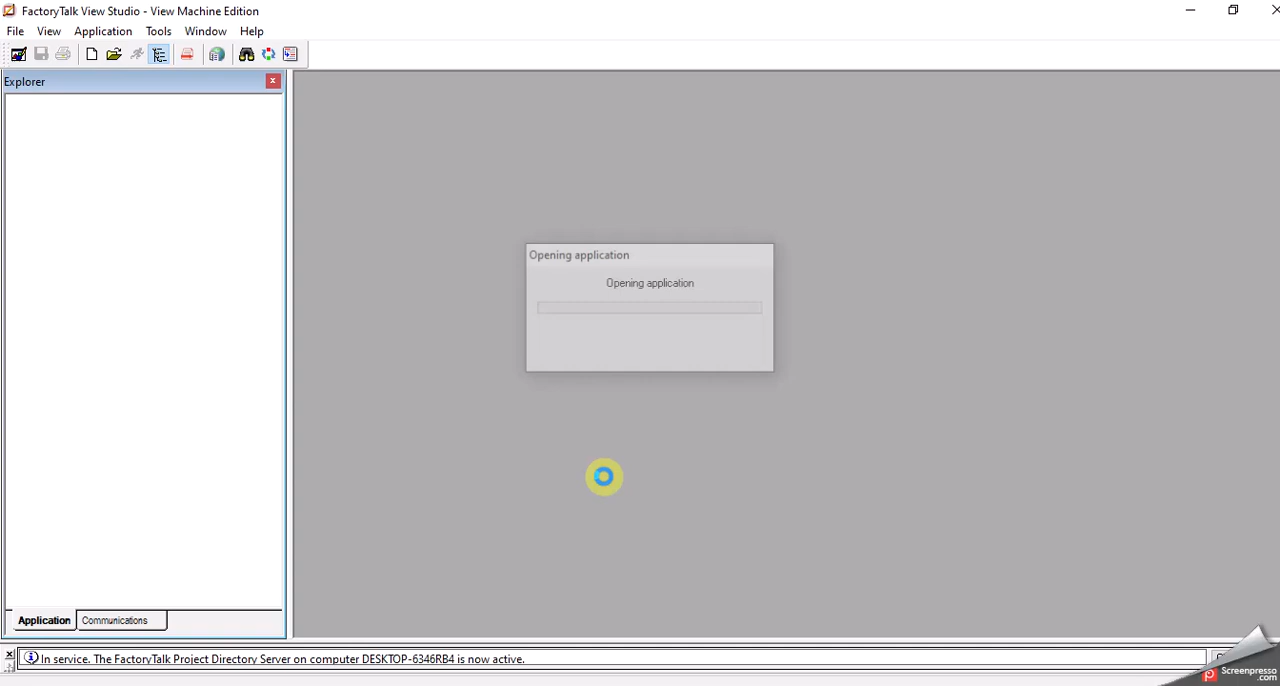 FactoryTalk View Studio - View Machine Edition
File View Application Tools Window Help
Explorer
Opening application
Opening application
Application Communications
In service. The FactoryTalk Project Directory Server on computer DESKTOP-6346RB4 is now active.
Screenpresso
.com